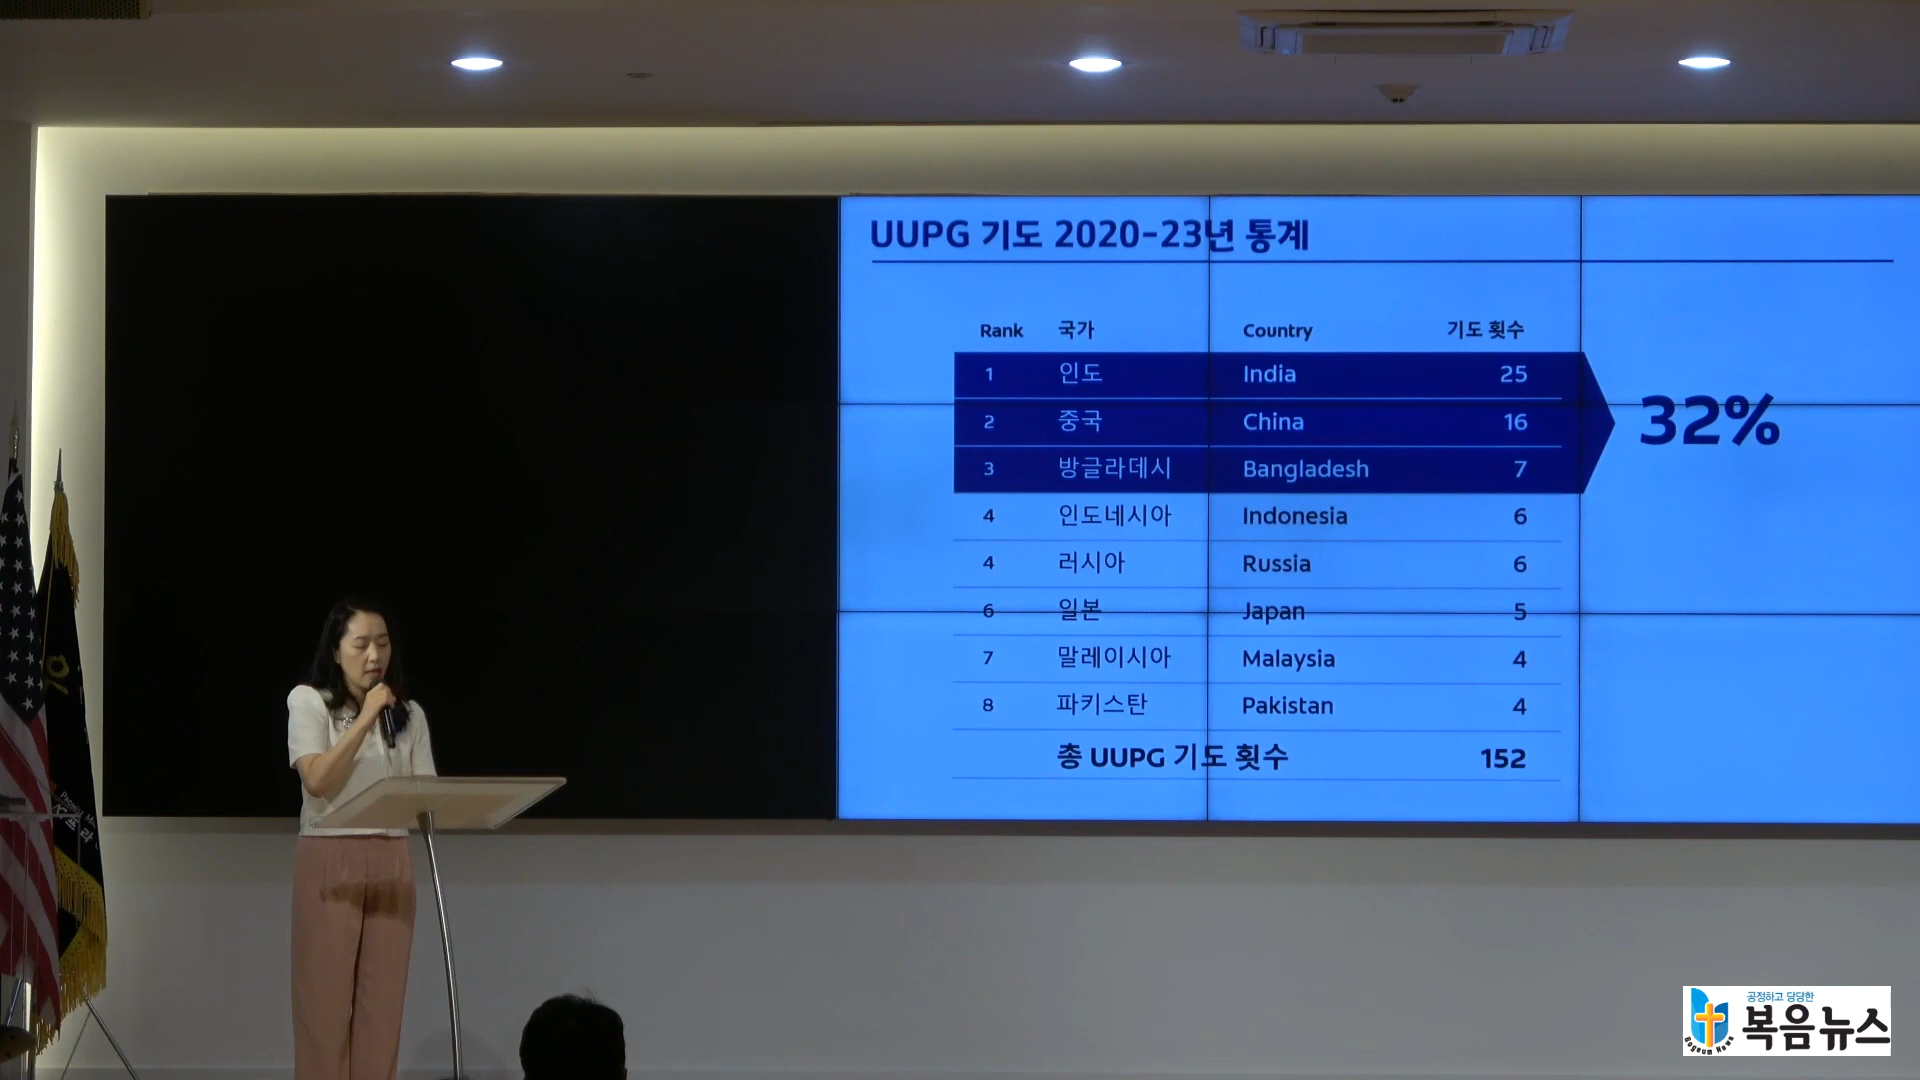 UUPG 기도 2020-23년 통계
Rank 국가 Country 기도 횟수
1 인도 India 25
2 중국 China 16
3 방글라데시 Bangladesh 7
32%
4 인도네시아 Indonesia 6
4 러시아 Russia 6
6 일본 Japan 5
7 말레이시아 Malaysia 4
8 파키스탄 Pakistan 4
총 UUPG 기도 횟수 152
공정하고 당당한
복음뉴스
Bogeum News